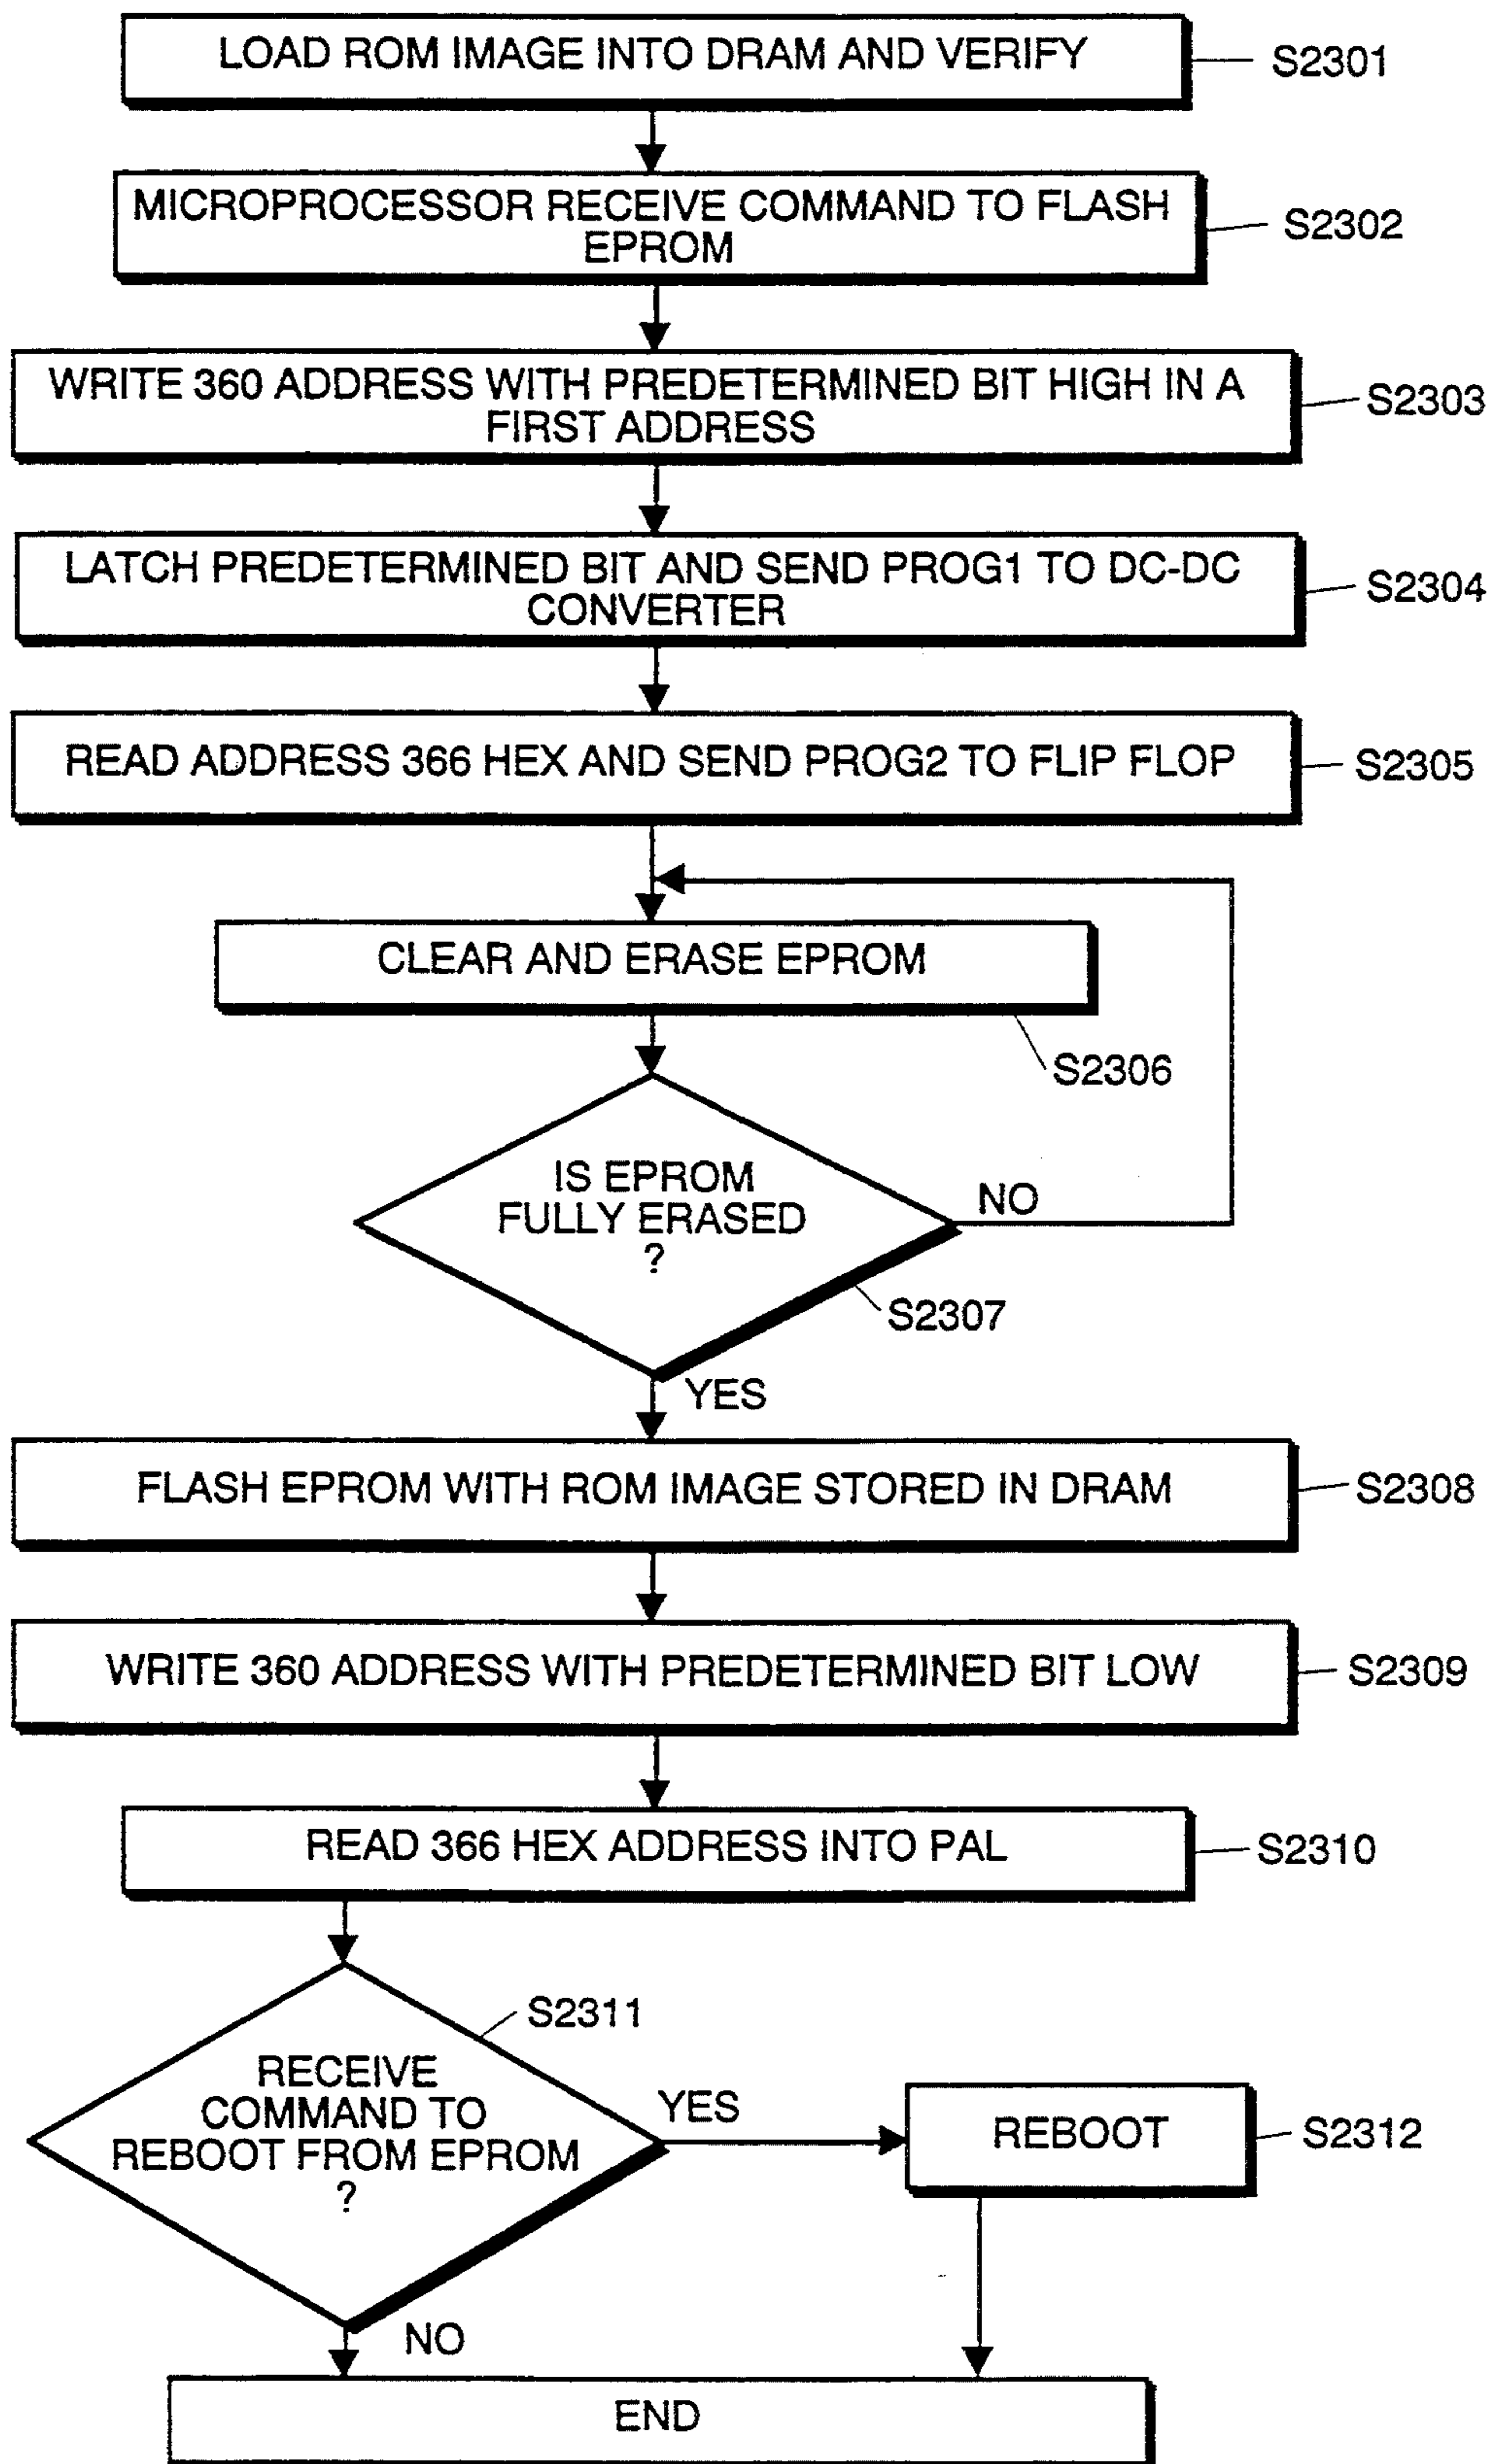 LOAD ROM IMAGE INTO DRAM AND VERIFY
S2301
MICROPROCESSOR RECEIVE COMMAND TO FLASH
EPROM
S2302
WRITE 360 ADDRESS WITH PREDETERMINED BIT HIGH IN A
FIRST ADDRESS
S2303
LATCH PREDETERMINED BIT AND SEND PROG1 TO DC-DC
CONVERTER
S2304
READ ADDRESS 366 HEX AND SEND PROG2 TO FLIP FLOP
S2305
CLEAR AND ERASE EPROM
S2306
IS EPROM
FULLY ERASED
?
NO
S2307
YES
FLASH EPROM WITH ROM IMAGE STORED IN DRAM
S2308
WRITE 360 ADDRESS WITH PREDETERMINED BIT LOW
S2309
READ 366 HEX ADDRESS INTO PAL
S2310
S2311
RECEIVE
COMMAND TO
REBOOT FROM EPROM
?
YES
REBOOT
S2312
NO
END